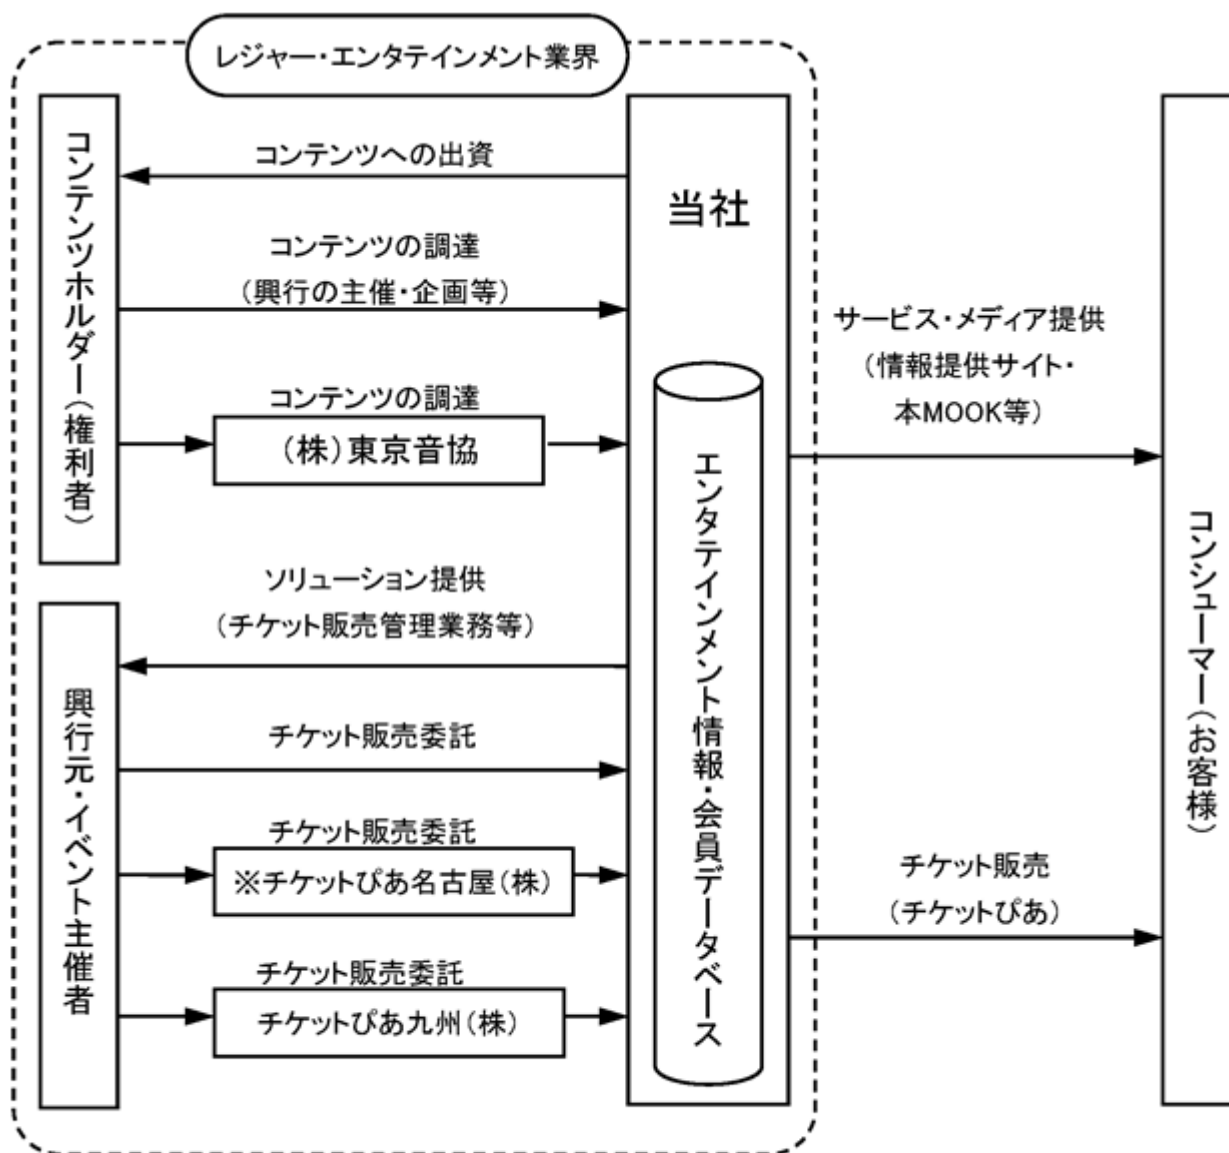 レジャー・エンタテインメント業界
コンテンツホルダー（権利者）
コンテンツへの出資
コンテンツの調達
（興行の主催・企画等）
コンテンツの調達
（株）東京音協
興行元・イベント主催者
ソリューション提供
（チケット販売管理業務等）
チケット販売委託
チケット販売委託
※チケットぴあ名古屋（株）
チケット販売委託
チケットぴあ九州（株）
当社
エンタテインメント情報・会員データベース
サービス・メディア提供
（情報提供サイト・
本MOOK等）
チケット販売
（チケットぴあ）
コンシューマー（お客様）